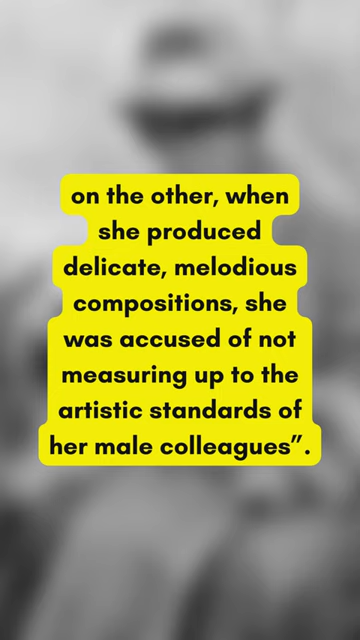 on the other, when
she produced
delicate, melodious
compositions, she
was accused of not
measuring up to the
artistic standards of
her male colleagues”.